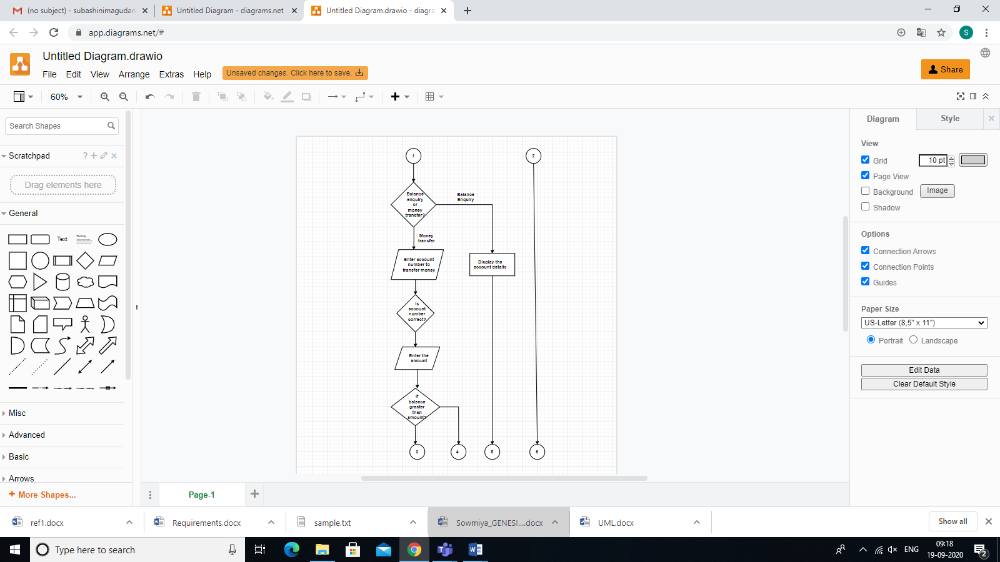 (no subject) - subashinimagudan
Untitled Diagram - diagrams.net
Untitled Diagram.drawio - diagra
app.diagrams.net/#
S
Untitled Diagram.drawio
File Edit View Arrange Extras Help
Unsaved changes. Click here to save.
Share
60%
Search Shapes
Scratchpad
?
Drag elements here
General
Text
Heading
Misc
Advanced
Basic
Arrows
+ More Shapes...
1
2
Balance
enquiry
or
money
transfer?
Balance
Enquiry
Money
transfer
Enter account
number to
transfer money
Display the
account details
Is
account
number
correct?
Enter the
amount
If
balance
greater
than
amount?
3
4
5
6
Page-1
Diagram
Style
View
Grid
10 pt
Page View
Background
Image
Shadow
Options
Connection Arrows
Connection Points
Guides
Paper Size
US-Letter (8,5" x 11")
Portrait
Landscape
Edit Data
Clear Default Style
ref1.docx
Requirements.docx
sample.txt
Sowmiya_GENESI....docx
UML.docx
Show all
Type here to search
ENG
09:18
19-09-2020
2